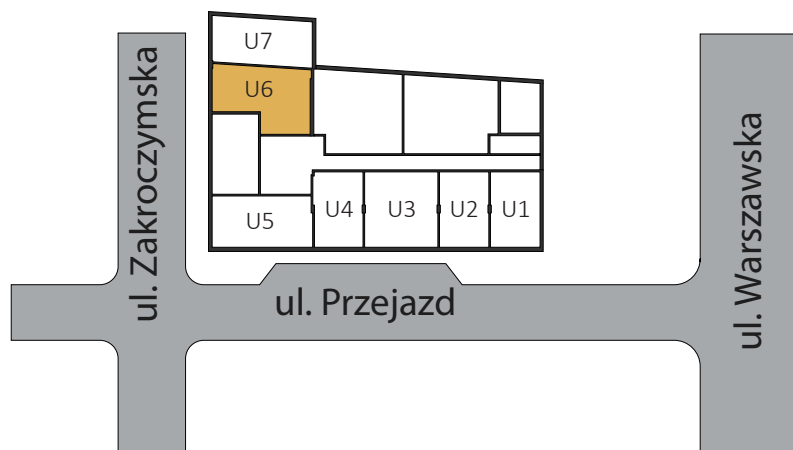 U7
U6
U5
U4
U3
U2
U1
ul. Zakroczymska
ul. Przejazd
ul. Warszawska